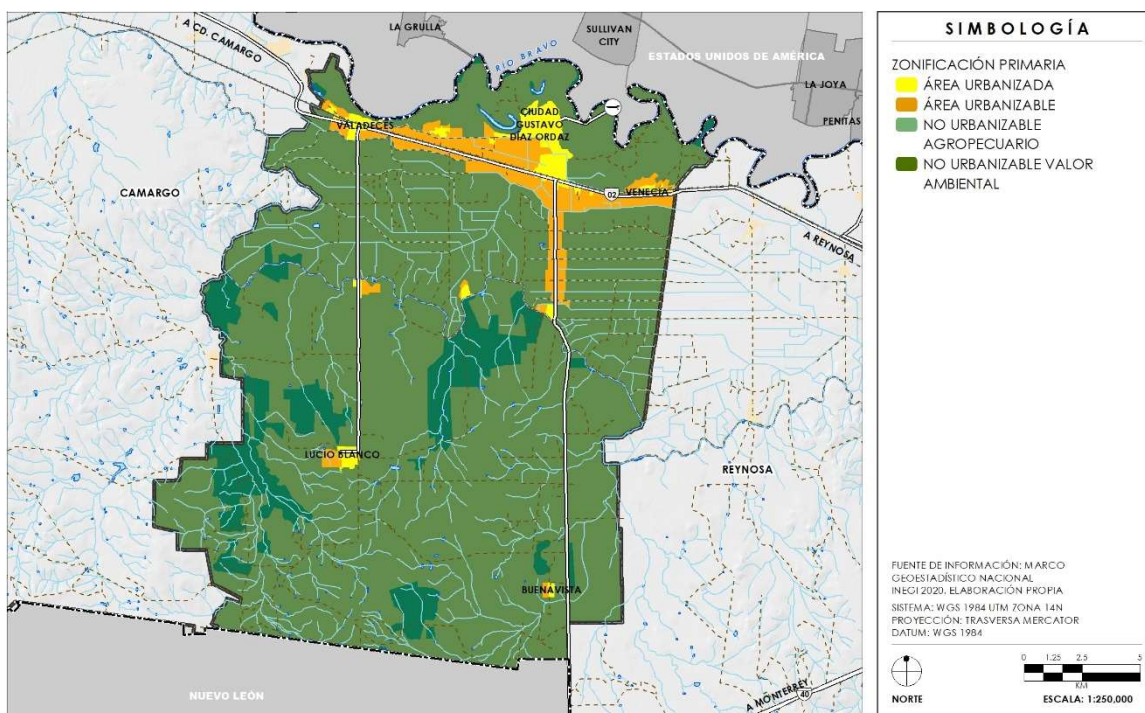 LA GRULLA
SULLIVAN
CITY
A CD. CAMARGO
RÍO BRAVO
ESTADOS UNIDOS DE AMÉRICA
LA JOYA
PENITAS
VALADECES
CIUDAD
GUSTAVO
DÍAZ ORDAZ
CAMARGO
02
VENECIA
A REYNOSA
LUCIO BLANCO
REYNOSA
BUENAVISTA
NUEVO LEÓN
A MONTERREY
40
SIMBOLOGÍA
ZONIFICACIÓN PRIMARIA
ÁREA URBANIZADA
ÁREA URBANIZABLE
NO URBANIZABLE
AGROPECUARIO
NO URBANIZABLE VALOR
AMBIENTAL
FUENTE DE INFORMACIÓN: MARCO
GEOESTADÍSTICO NACIONAL
INEGI 2020. ELABORACIÓN PROPIA
SISTEMA: WGS 1984 UTM ZONA 14N
PROYECCIÓN: TRASVERSA MERCATOR
DATUM: WGS 1984
NORTE
0 1.25 2.5 5
KM
ESCALA: 1:250,000